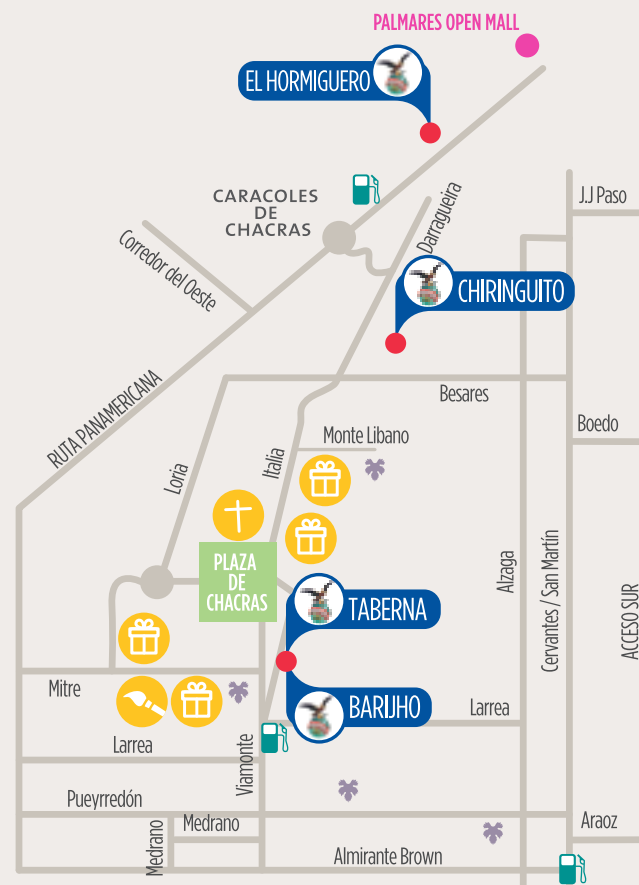 PALMARES OPEN MALL
EL HORMIGUERO
CARACOLES
DE
CHACRAS
J.J Paso
Darragueira
Corredor del Oeste
CHIRINGUITO
RUTA PANAMERICANA
Besares
Boedo
Monte Libano
Italia
Loria
PLAZA
DE
CHACRAS
Alzaga
Cervantes / San Martín
ACCESO SUR
TABERNA
Mitre
BARIJHO
Larrea
Larrea
Viamonte
Pueyrredón
Medrano
Medrano
Araoz
Almirante Brown